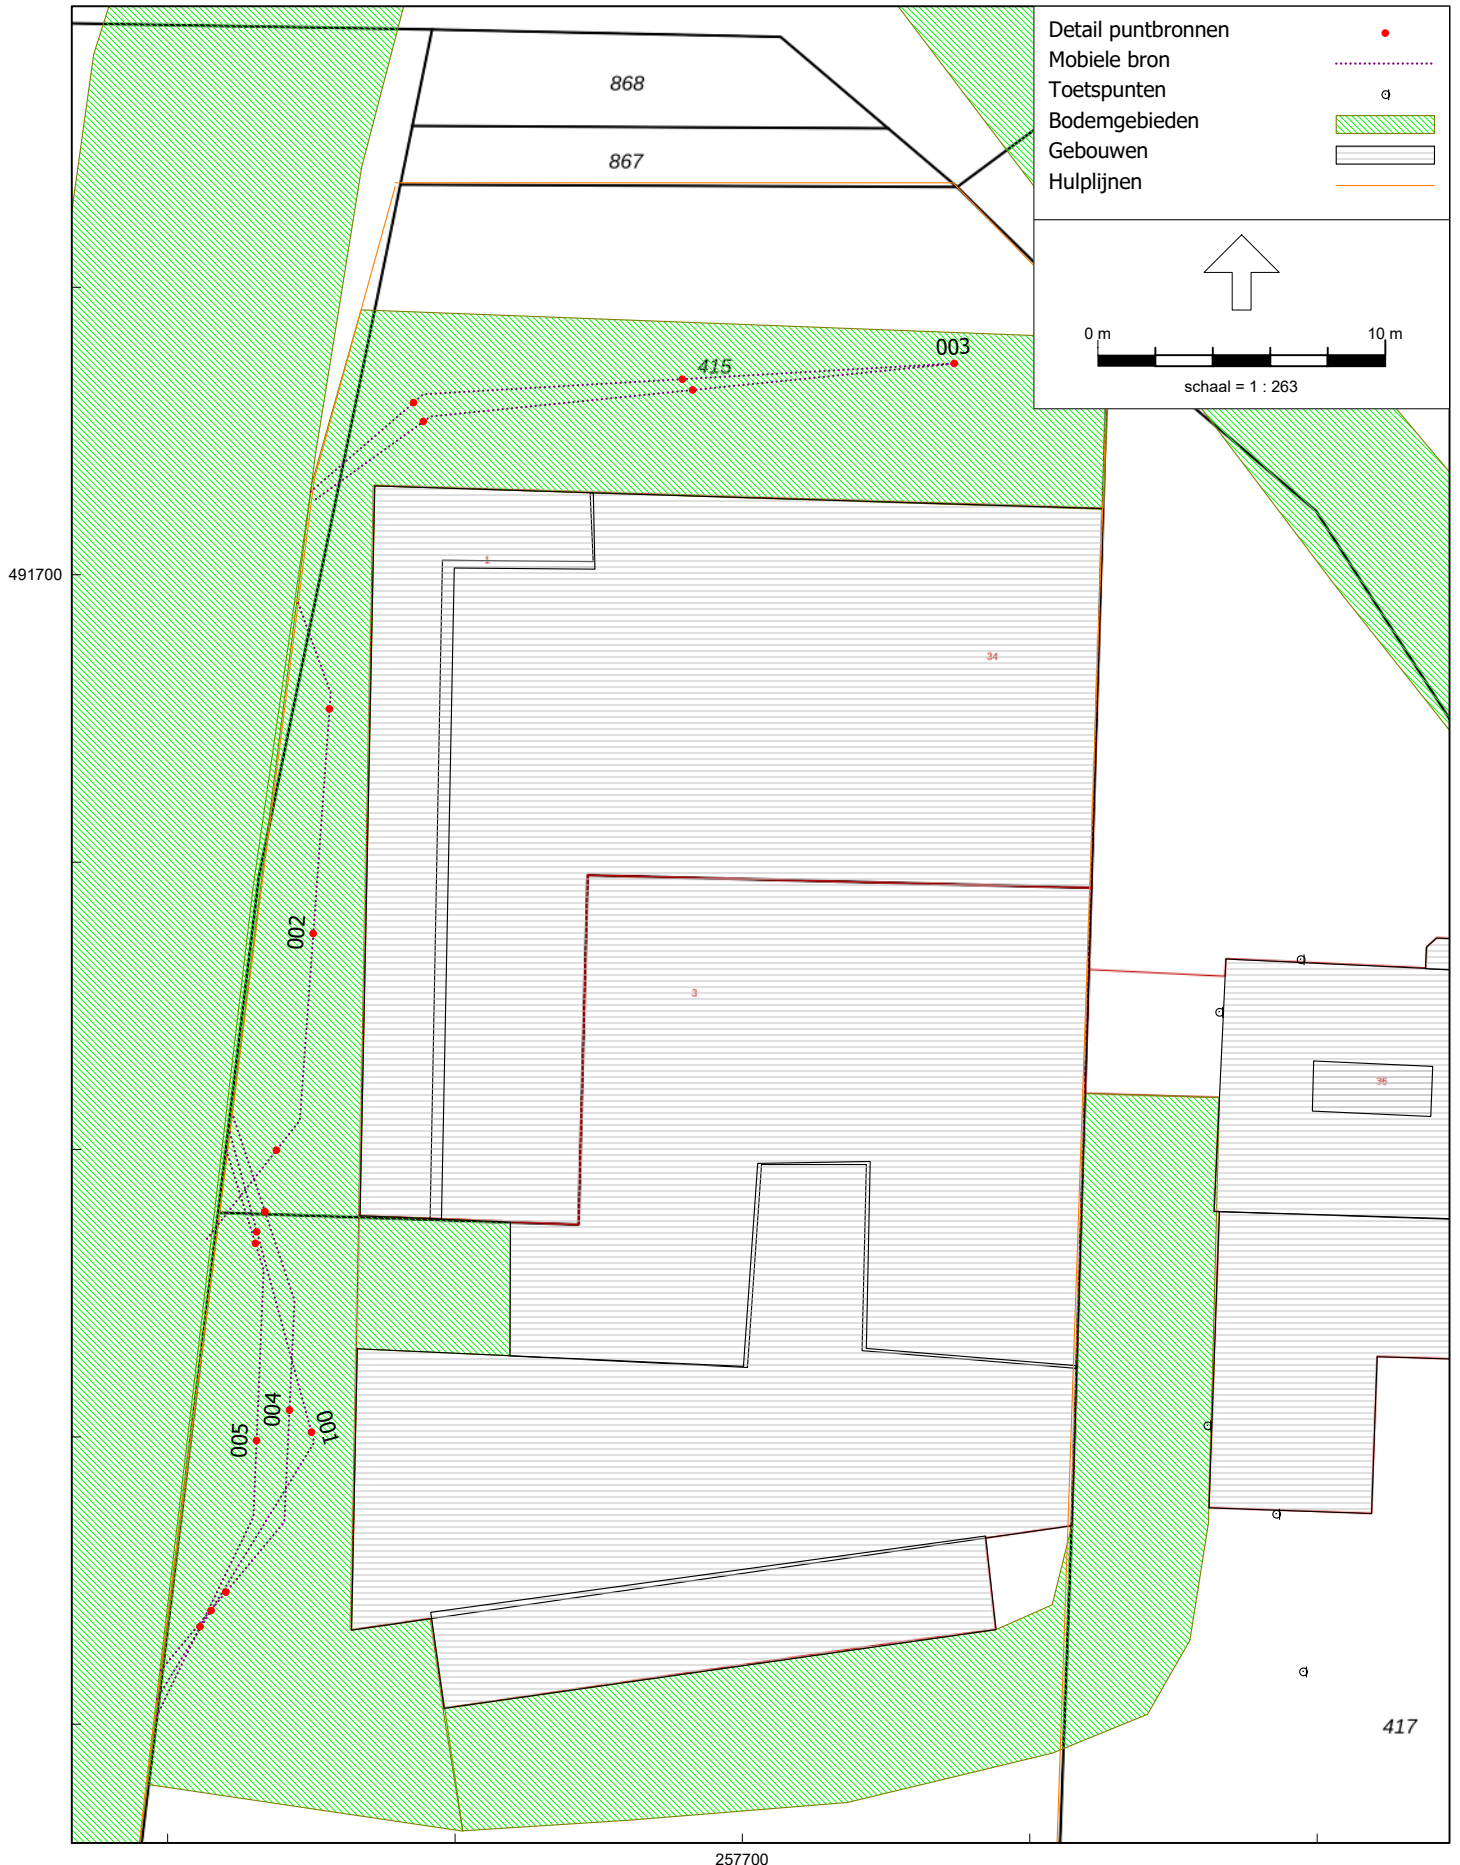 Detail puntbronnen
Mobiele bron
Toetspunten
Bodemgebieden
Gebouwen
Hulplijnen
0 m 10 m
schaal = 1 : 263
868
867
003
415
491700
1
34
002
3
35
004
001
005
417
257700